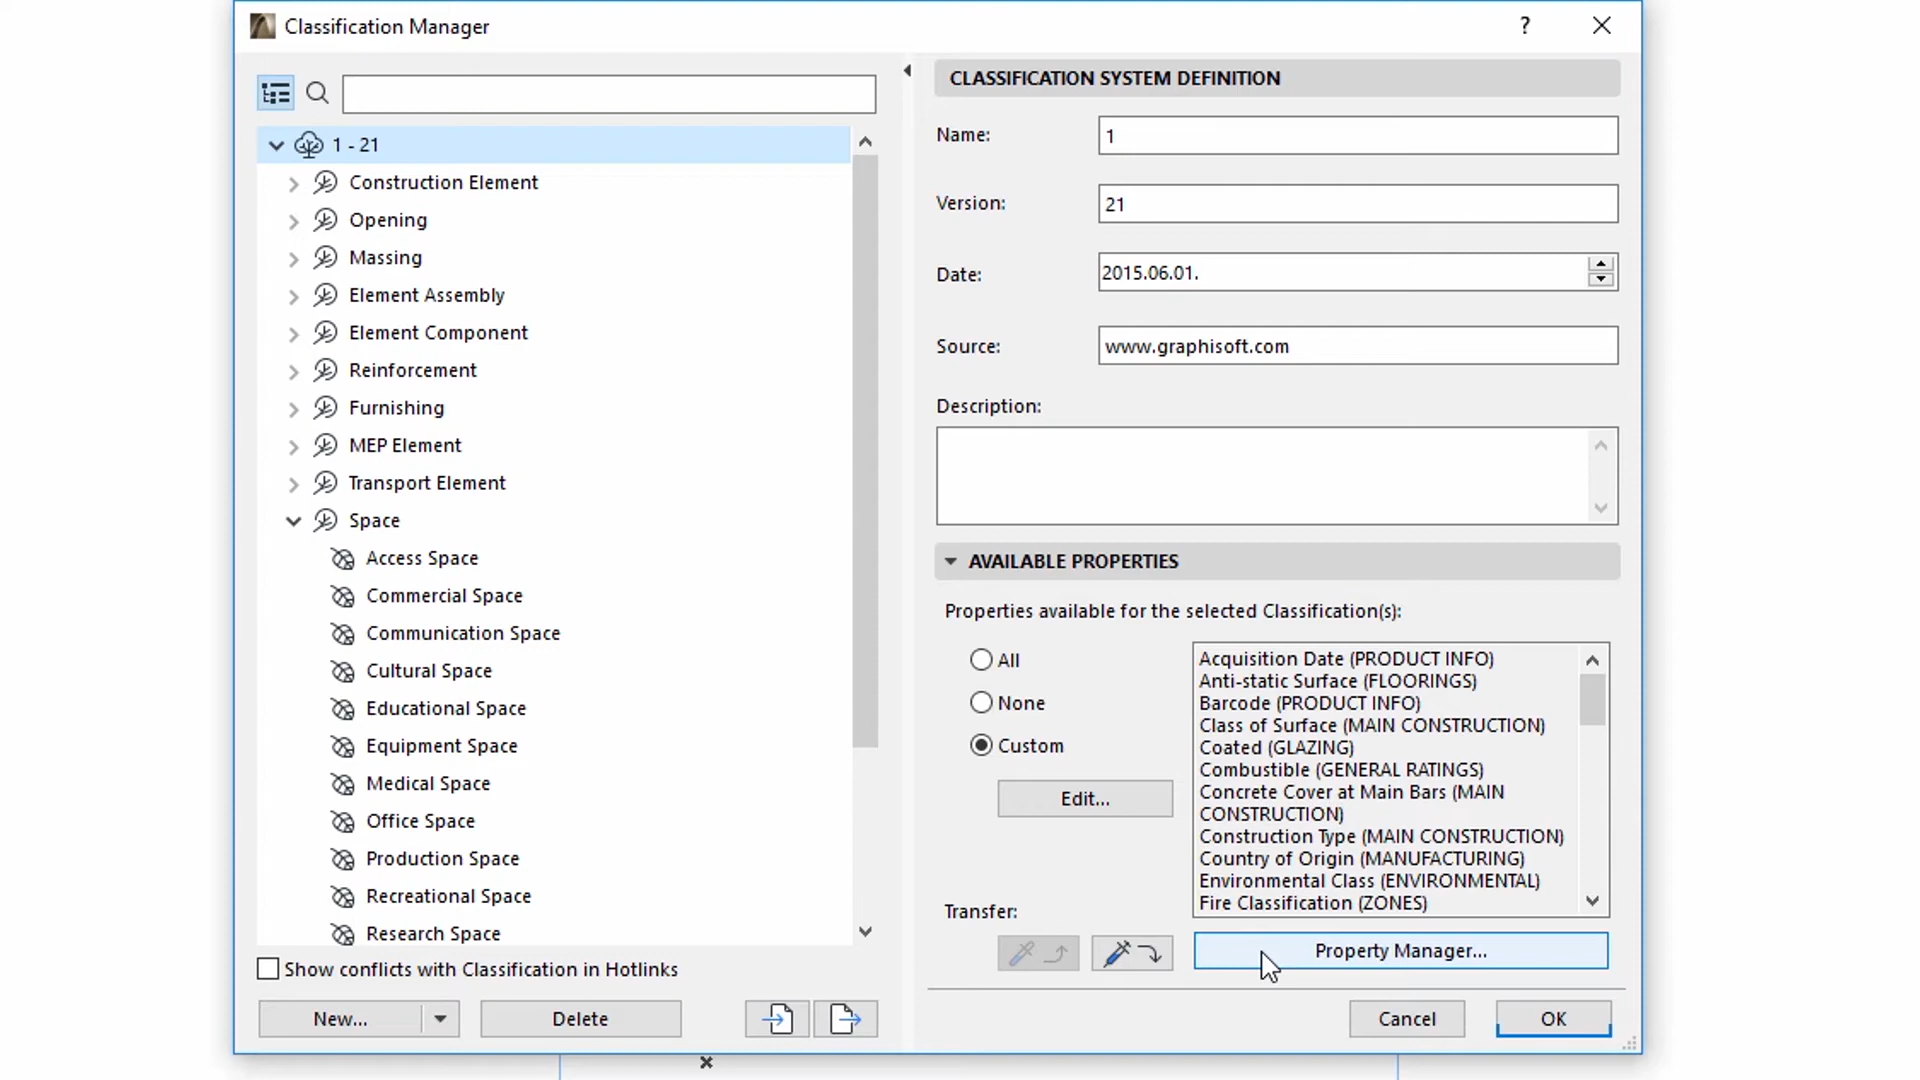 Classification Manager
?
1 - 21
Construction Element
Opening
Massing
Element Assembly
Element Component
Reinforcement
Furnishing
MEP Element
Transport Element
Space
Access Space
Commercial Space
Communication Space
Cultural Space
Educational Space
Equipment Space
Medical Space
Office Space
Production Space
Recreational Space
Research Space
Show conflicts with Classification in Hotlinks
New...
Delete
CLASSIFICATION SYSTEM DEFINITION
Name: 1
Version: 21
Date: 2015.06.01.
Source: www.graphisoft.com
Description:
AVAILABLE PROPERTIES
Properties available for the selected Classification(s):
All
None
Custom
Edit...
Acquisition Date (PRODUCT INFO)
Anti-static Surface (FLOORINGS)
Barcode (PRODUCT INFO)
Class of Surface (MAIN CONSTRUCTION)
Coated (GLAZING)
Combustible (GENERAL RATINGS)
Concrete Cover at Main Bars (MAIN
CONSTRUCTION)
Construction Type (MAIN CONSTRUCTION)
Country of Origin (MANUFACTURING)
Environmental Class (ENVIRONMENTAL)
Fire Classification (ZONES)
Transfer:
Property Manager...
Cancel
OK